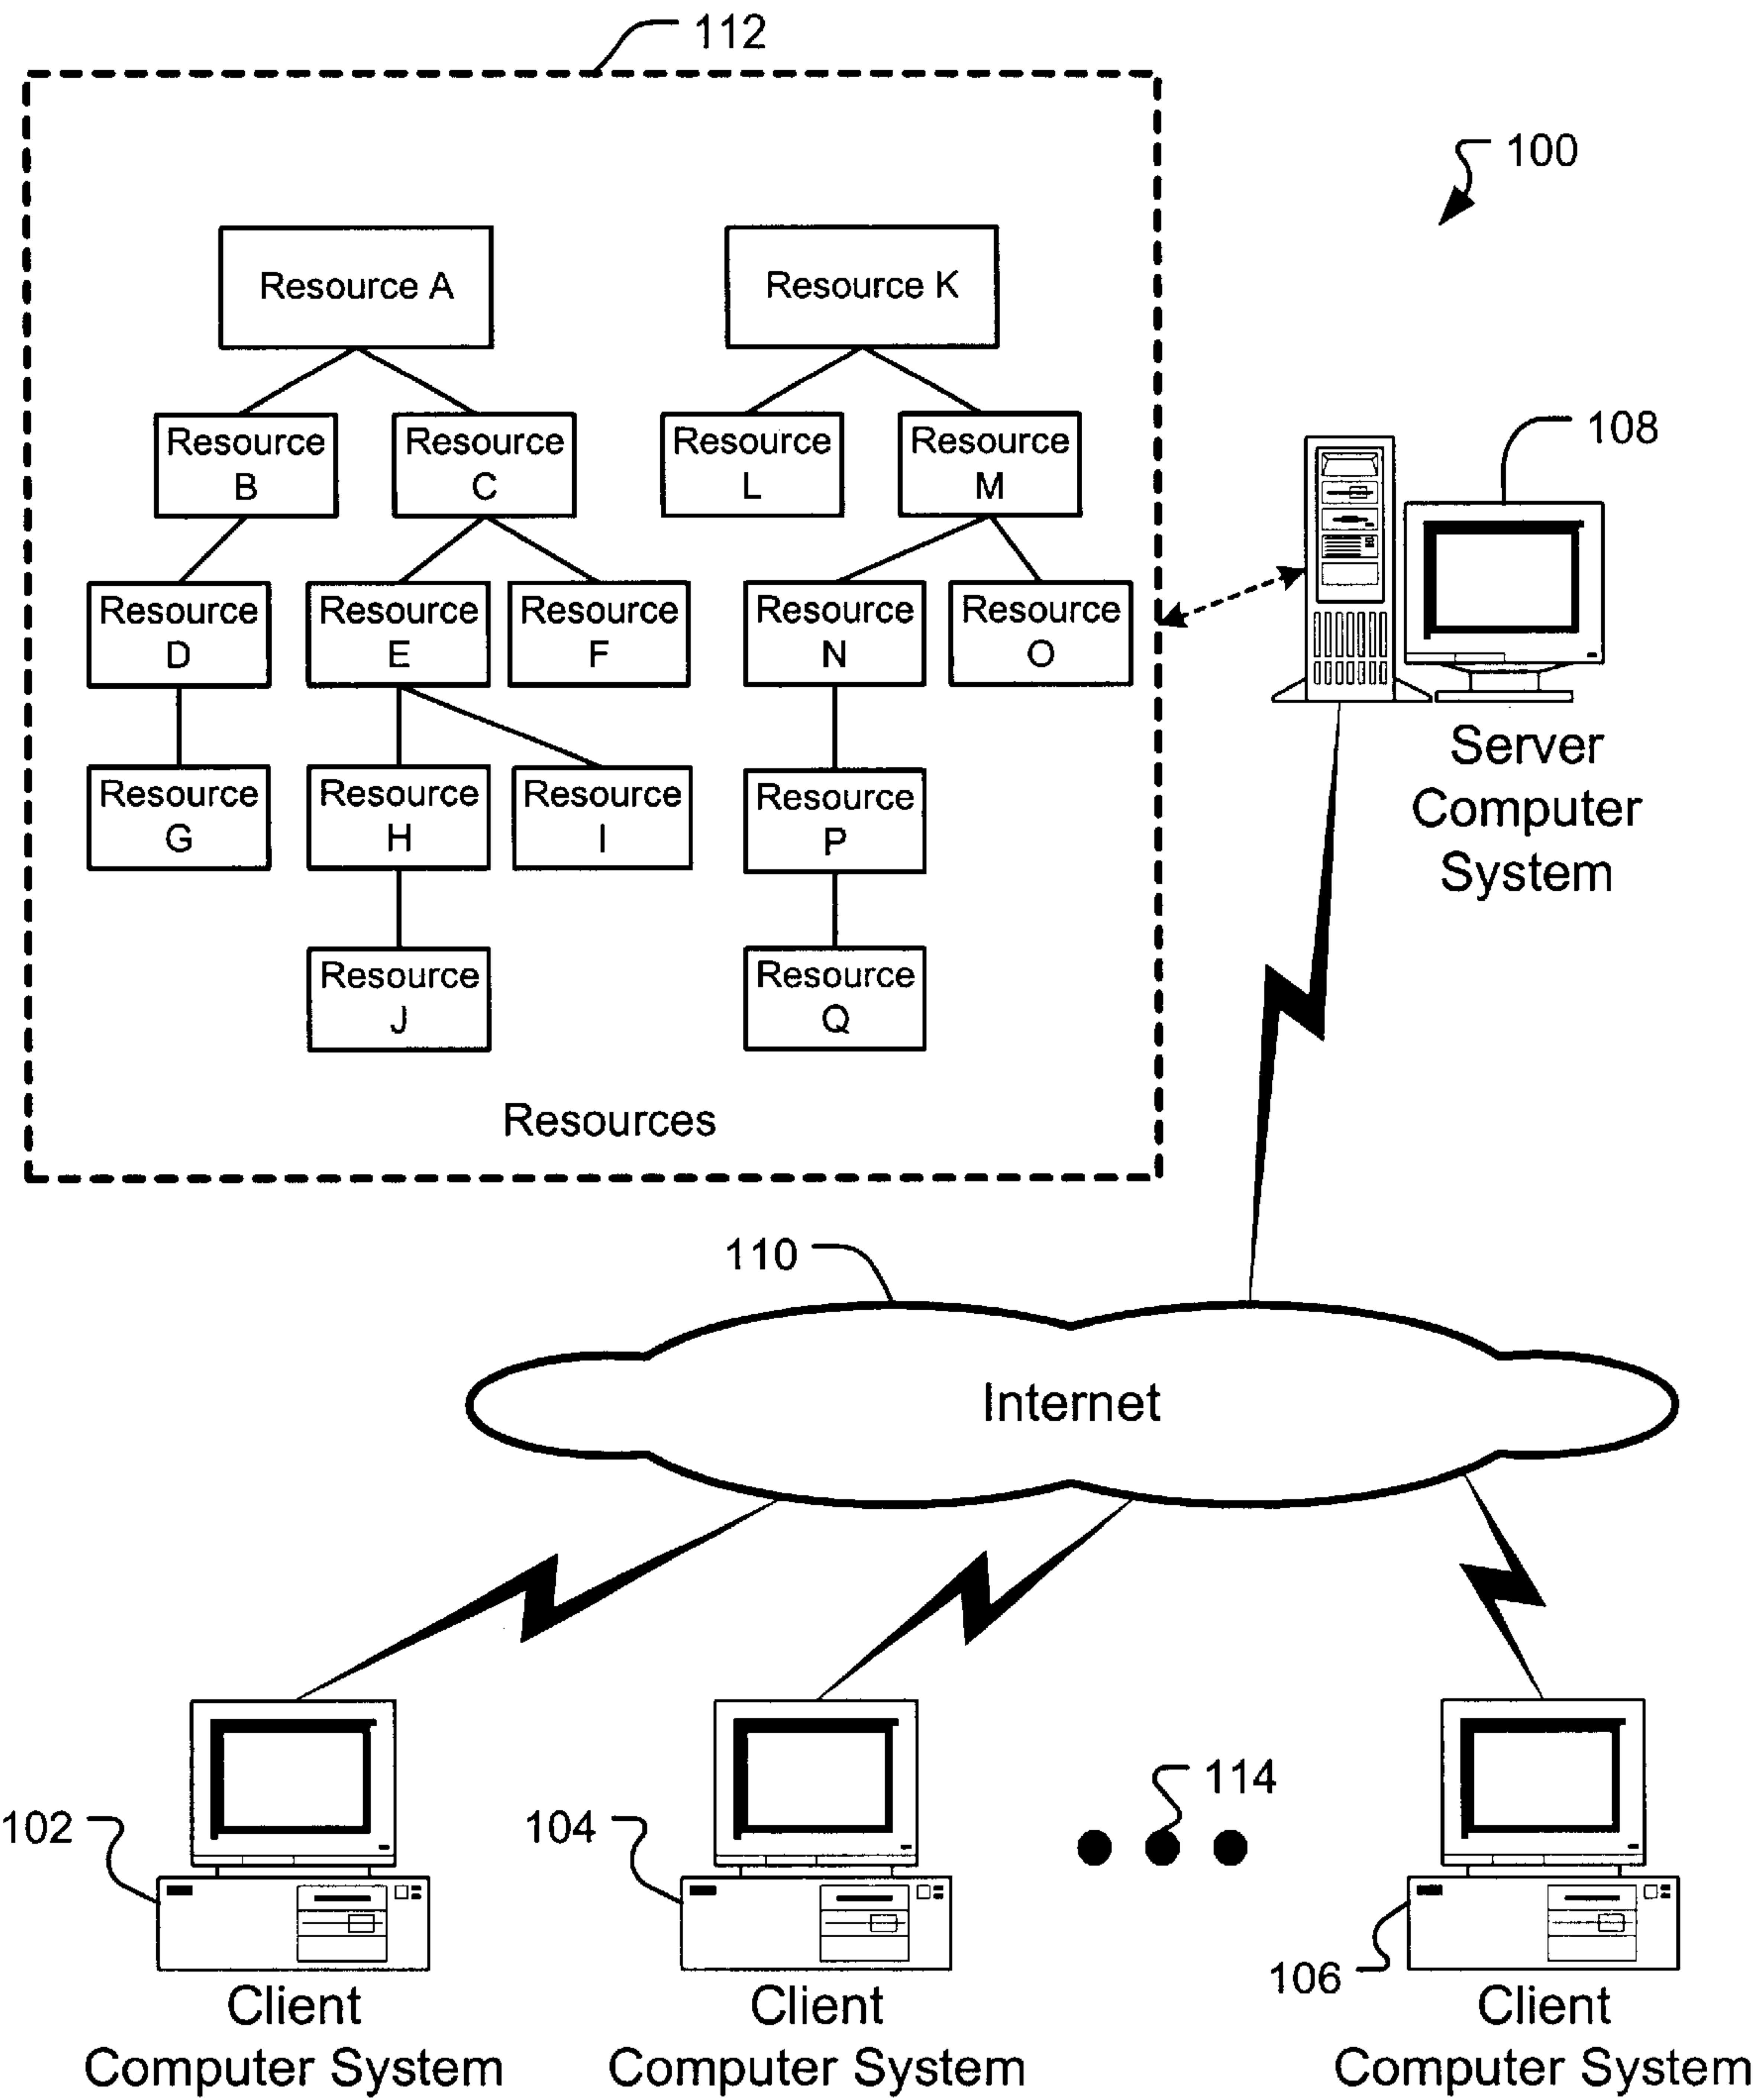 112
100
Resource A
Resource K
Resource
B
Resource
C
Resource
L
Resource
M
108
Resource
D
Resource
E
Resource
F
Resource
N
Resource
O
Server
Computer
System
Resource
G
Resource
H
Resource
I
Resource
P
Resource
J
Resource
Q
Resources
110
Internet
102
104
114
106
Client
Computer System
Client
Computer System
Client
Computer System